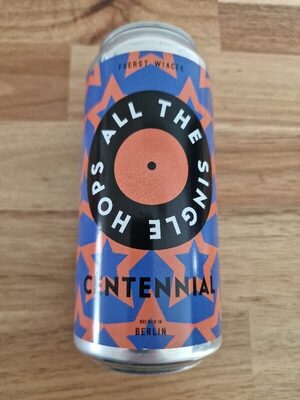 FUERST WIACEK
ALL THE SINGLE HOPS
CENTENNIAL
BREWED IN
BERLIN